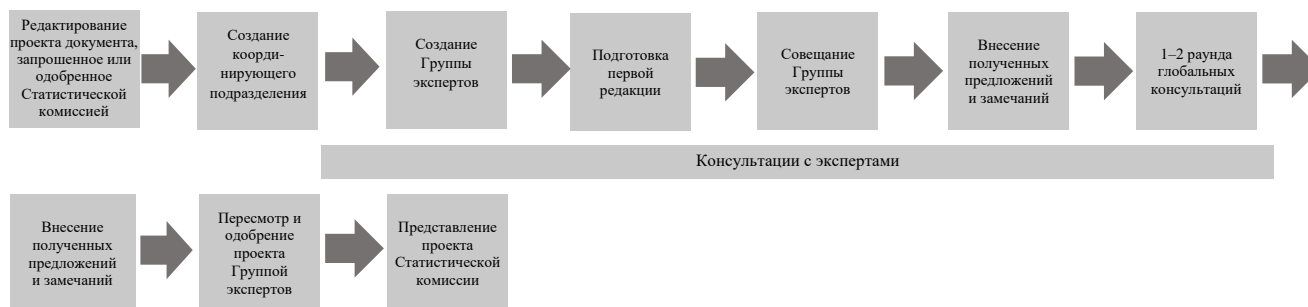 Редактирование
проекта документа,
запрошенное или
одобренное
Статистической
комиссией
Создание
коорди-
нирующего
подразделения
Создание
Группы
экспертов
Подготовка
первой
редакции
Совещание
Группы
экспертов
Внесение
полученных
предложений
и замечаний
1–2 раунда
глобальных
консультаций
Консультации с экспертами
Внесение
полученных
предложений
и замечаний
Пересмотр и
одобрение
проекта
Группой
экспертов
Представление
проекта
Статистической
комиссии